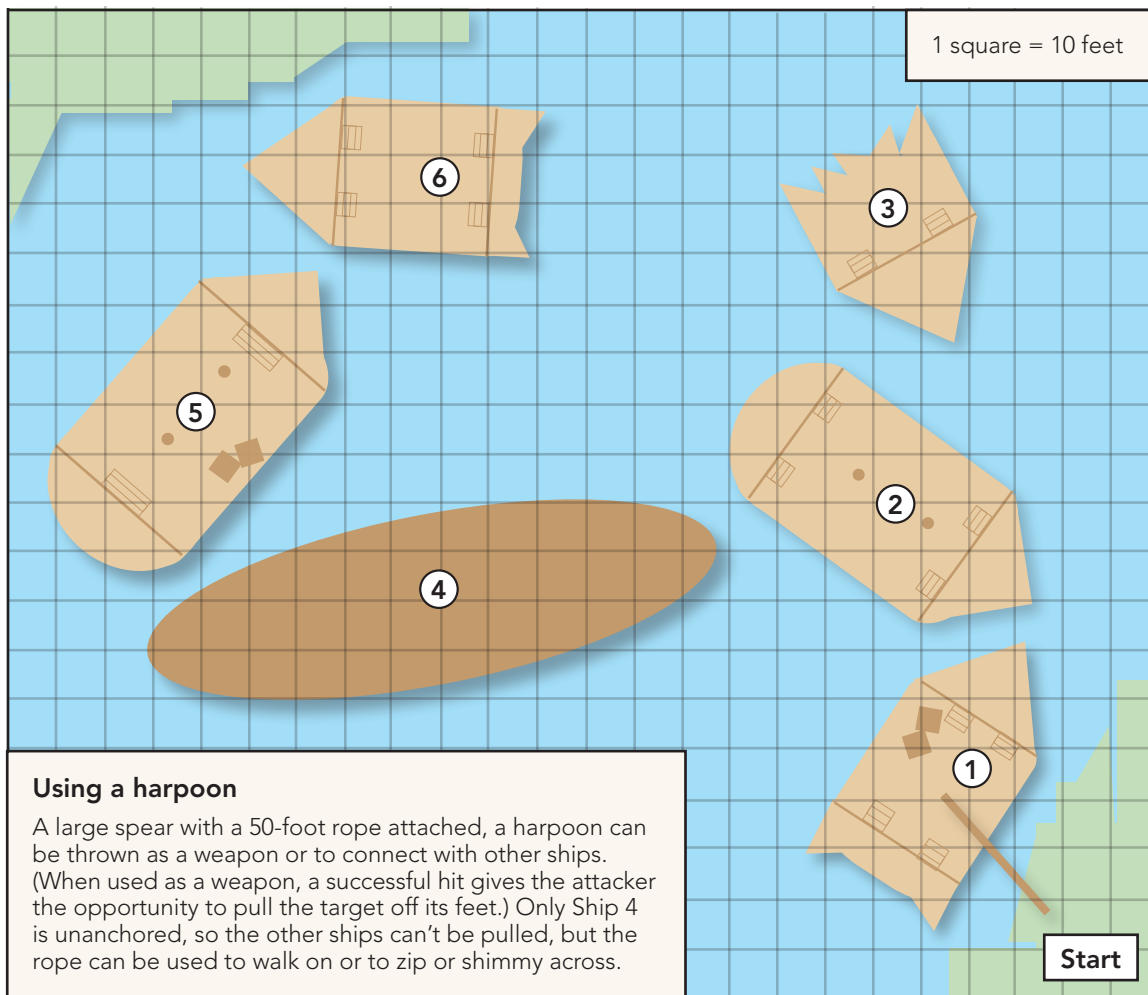 1 square = 10 feet
6
3
5
2
4
1
Using a harpoon
A large spear with a 50-foot rope attached, a harpoon can
be thrown as a weapon or to connect with other ships.
(When used as a weapon, a successful hit gives the attacker
the opportunity to pull the target off its feet.) Only Ship 4
is unanchored, so the other ships can’t be pulled, but the
rope can be used to walk on or to zip or shimmy across.
Start